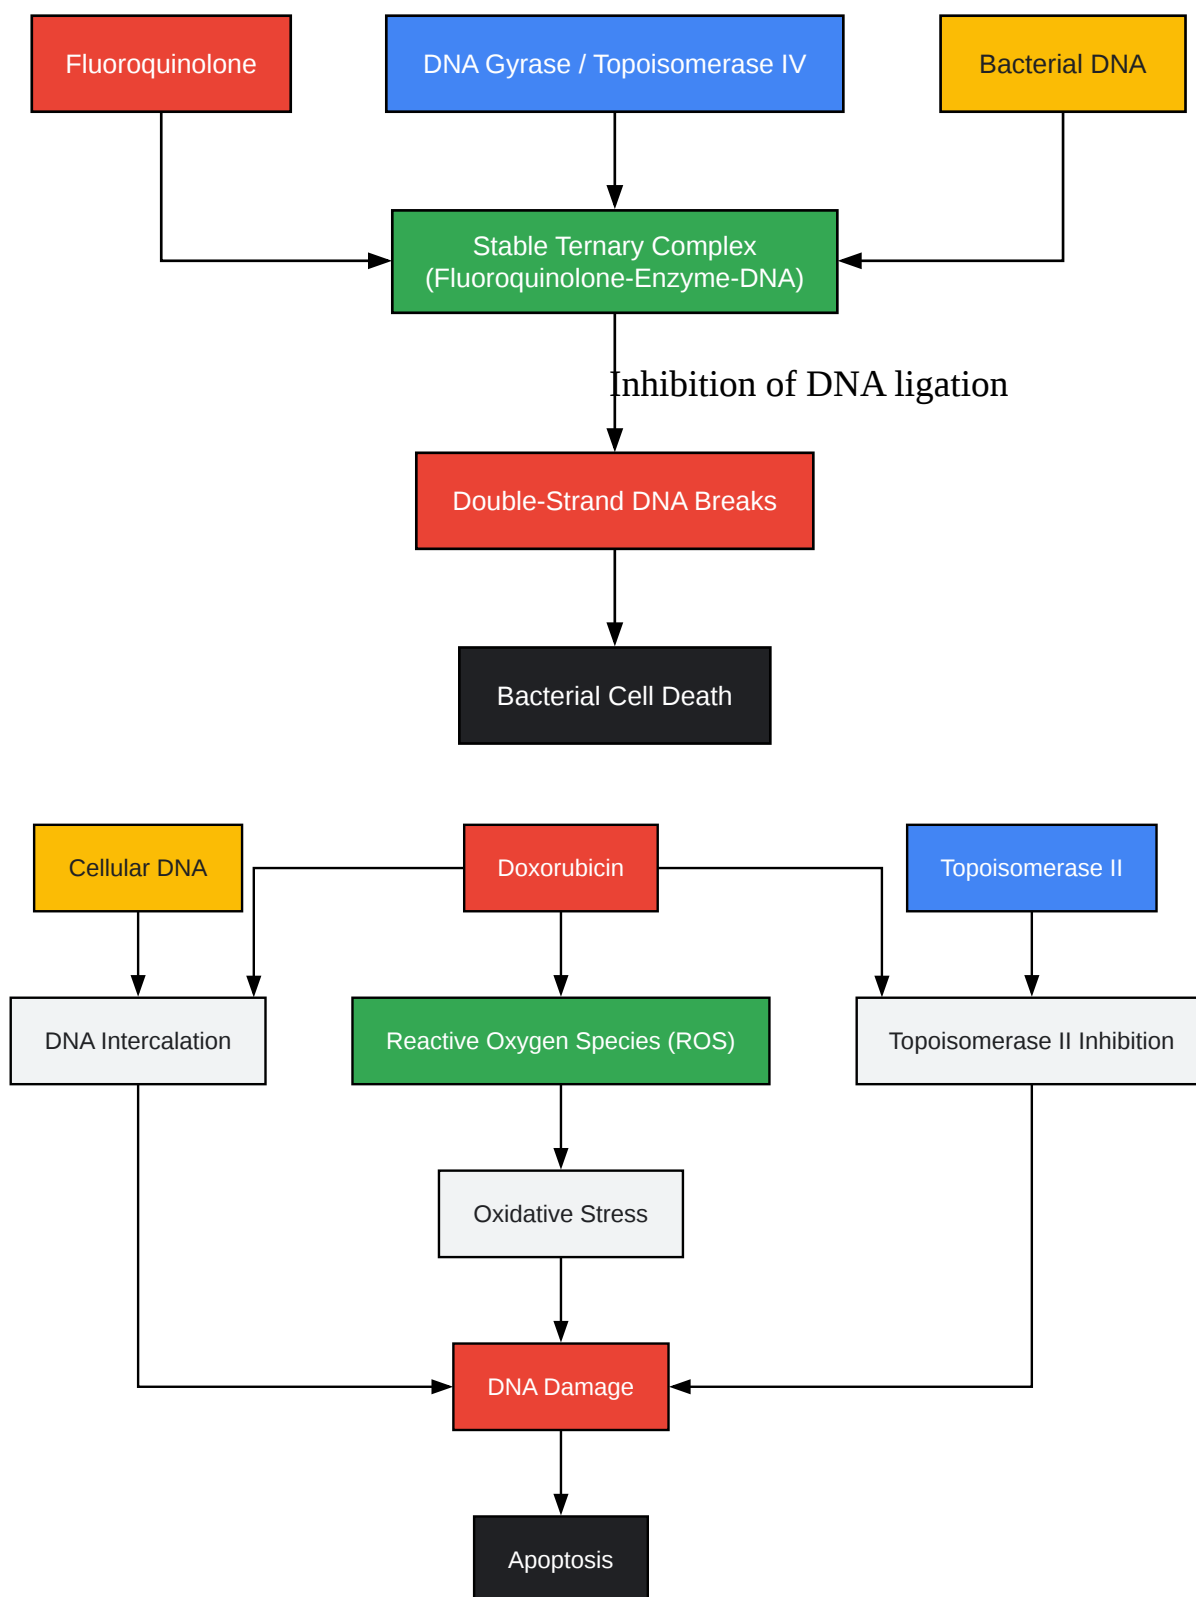 Fluoroquinolone
DNA Gyrase / Topoisomerase IV
Bacterial DNA
Stable Ternary Complex
(Fluoroquinolone-Enzyme-DNA)
Inhibition of DNA ligation
Double-Strand DNA Breaks
Bacterial Cell Death
Cellular DNA
Doxorubicin
Topoisomerase II
DNA Intercalation
Reactive Oxygen Species (ROS)
Topoisomerase II Inhibition
Oxidative Stress
DNA Damage
Apoptosis